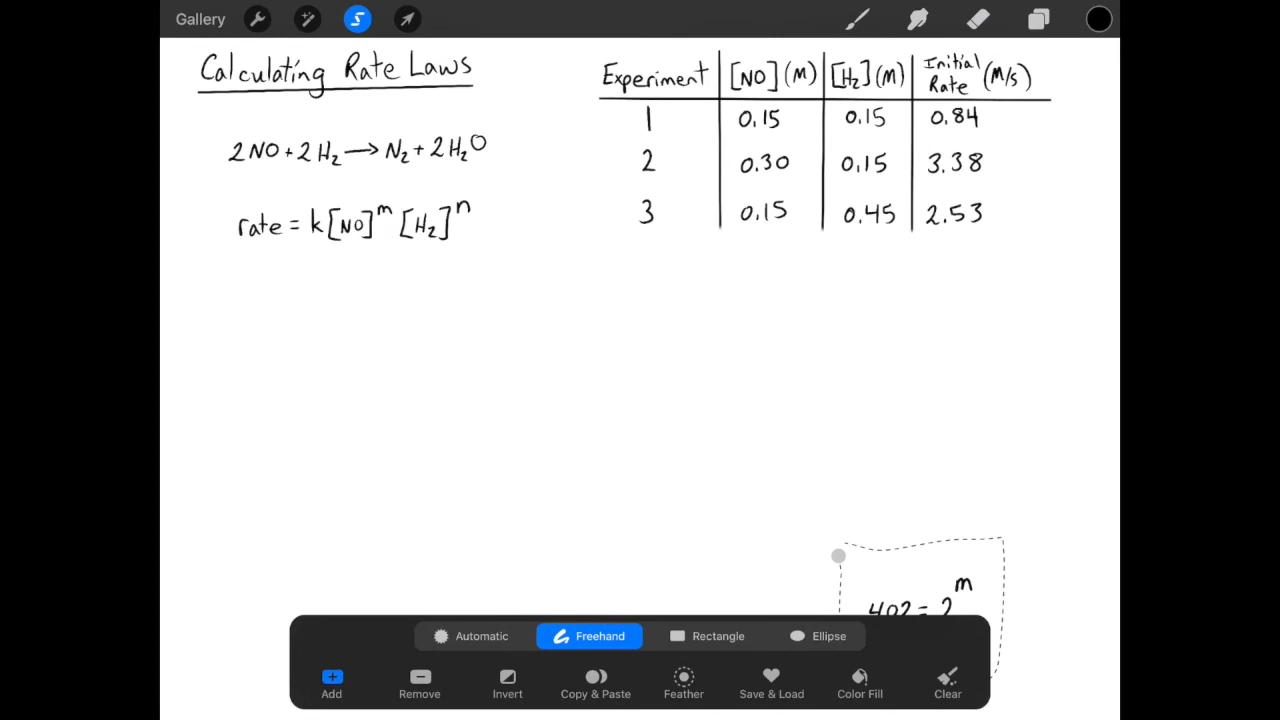 Gallery
Calculating Rate Laws
2NO + 2H₂ → N₂ + 2H₂O
rate = k[NO]ᵐ [H₂]ⁿ
Experiment [NO](M) [H₂](M) Initial Rate (M/s)
1 0.15 0.15 0.84
2 0.30 0.15 3.38
3 0.15 0.45 2.53
402 = 2ᵐ
Automatic Freehand Rectangle Ellipse
Add Remove Invert Copy & Paste Feather Save & Load Color Fill Clear